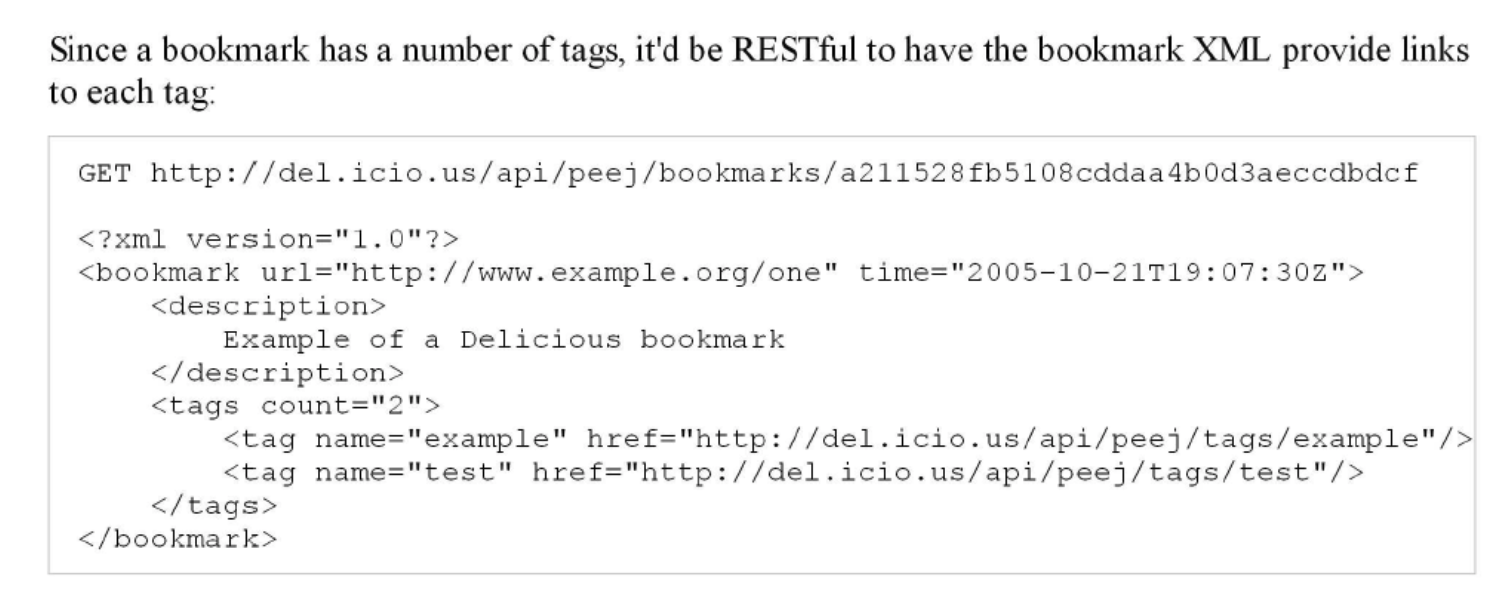 Since a bookmark has a number of tags, it'd be RESTful to have the bookmark XML provide links
to each tag:
GET http://del.icio.us/api/peej/bookmarks/a211528fb5108cddaa4b0d3aeccdbdcf
<?xml version="1.0"?>
<bookmark url="http://www.example.org/one" time="2005-10-21T19:07:30Z">
    <description>
        Example of a Delicious bookmark
    </description>
    <tags count="2">
        <tag name="example" href="http://del.icio.us/api/peej/tags/example"/>
        <tag name="test" href="http://del.icio.us/api/peej/tags/test"/>
    </tags>
</bookmark>